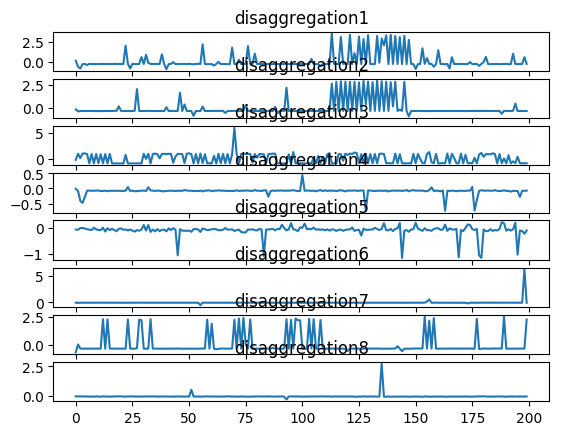 disaggregation1
2.5
0.0
disaggregation2
2.5
0.0
disaggregation3
5
0
disaggregation4
0.5
0.0
−0.5
disaggregation5
0
−1
disaggregation6
5
0
disaggregation7
2.5
0.0
disaggregation8
2.5
0.0
0 25 50 75 100 125 150 175 200